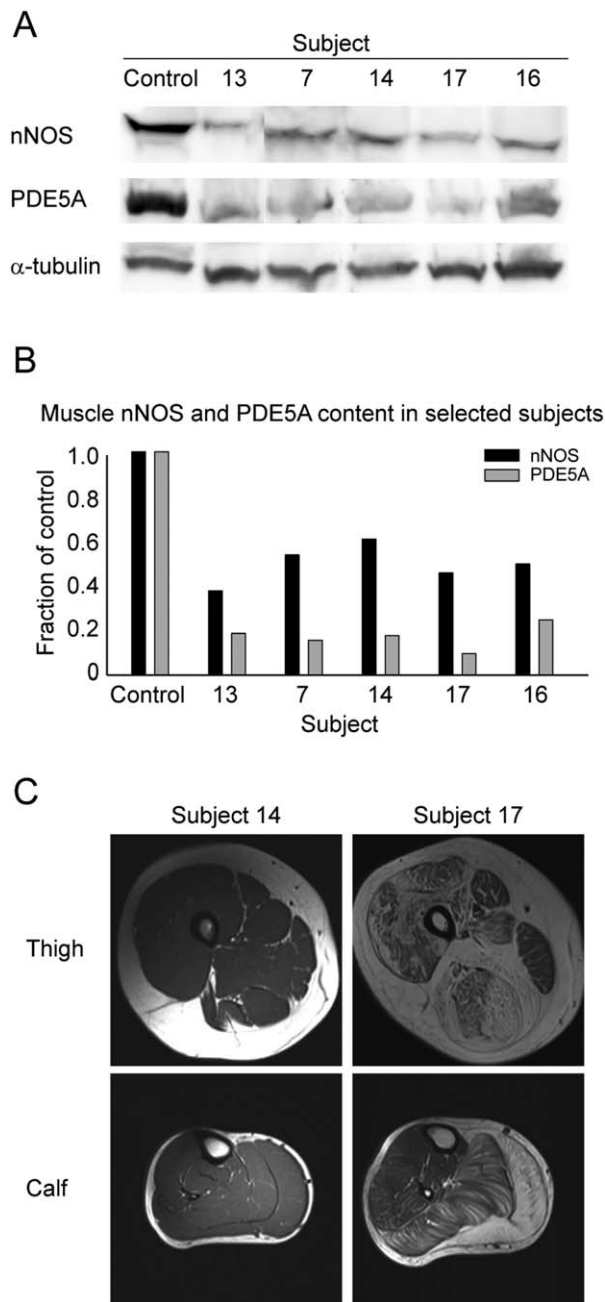 A
Subject
Control 13 7 14 17 16
nNOS
PDE5A
α-tubulin
B
Muscle nNOS and PDE5A content in selected subjects
nNOS
PDE5A
Fraction of control
1.0
0.8
0.6
0.4
0.2
0
Control 13 7 14 17 16
Subject
C
Subject 14 Subject 17
Thigh
Calf